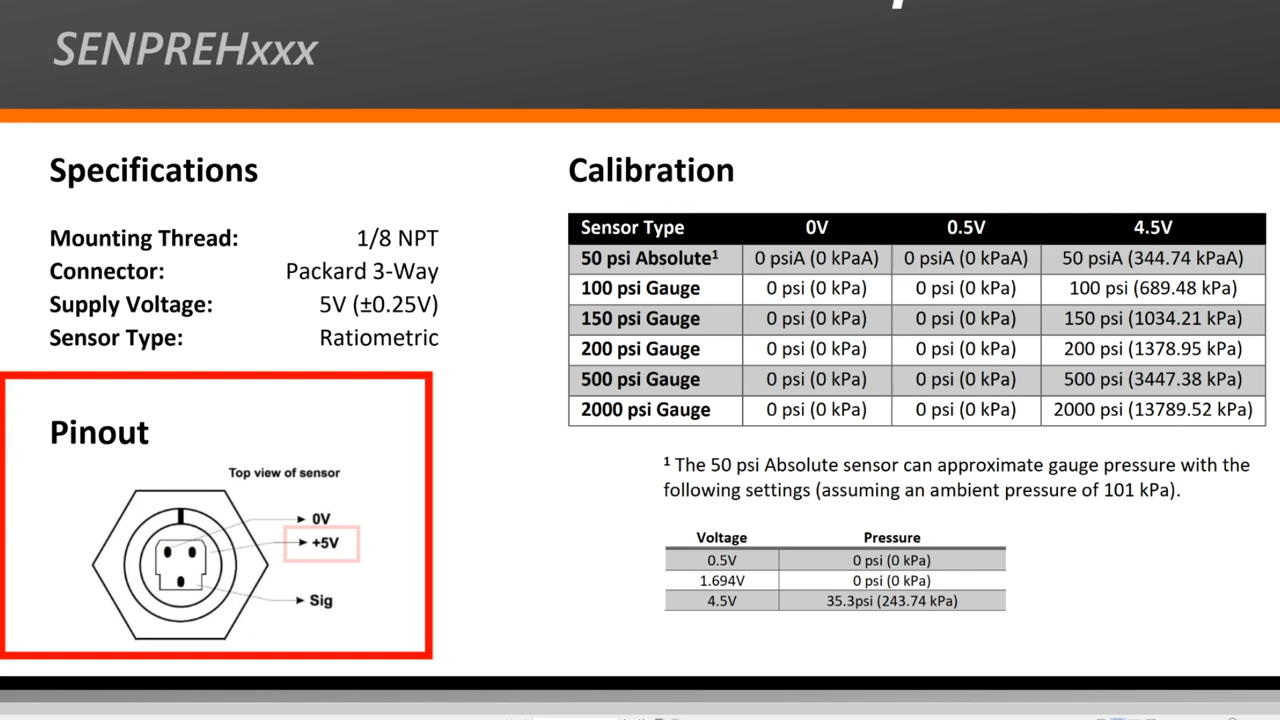 SENPREHxxx
Specifications
Mounting Thread: 1/8 NPT
Connector: Packard 3-Way
Supply Voltage: 5V (±0.25V)
Sensor Type: Ratiometric
Pinout
Top view of sensor
0V
+5V
Sig
Calibration
Sensor Type 0V 0.5V 4.5V
50 psi Absolute¹ 0 psiA (0 kPaA) 0 psiA (0 kPaA) 50 psiA (344.74 kPaA)
100 psi Gauge 0 psi (0 kPa) 0 psi (0 kPa) 100 psi (689.48 kPa)
150 psi Gauge 0 psi (0 kPa) 0 psi (0 kPa) 150 psi (1034.21 kPa)
200 psi Gauge 0 psi (0 kPa) 0 psi (0 kPa) 200 psi (1378.95 kPa)
500 psi Gauge 0 psi (0 kPa) 0 psi (0 kPa) 500 psi (3447.38 kPa)
2000 psi Gauge 0 psi (0 kPa) 0 psi (0 kPa) 2000 psi (13789.52 kPa)
¹ The 50 psi Absolute sensor can approximate gauge pressure with the
following settings (assuming an ambient pressure of 101 kPa).
Voltage Pressure
0.5V 0 psi (0 kPa)
1.694V 0 psi (0 kPa)
4.5V 35.3psi (243.74 kPa)